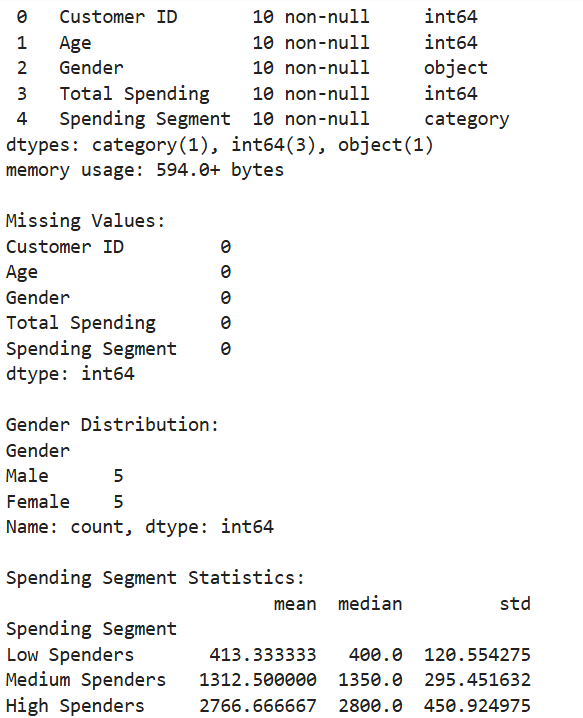 0   Customer ID       10 non-null     int64
1   Age               10 non-null     int64
2   Gender            10 non-null     object
3   Total Spending    10 non-null     int64
4   Spending Segment  10 non-null     category
dtypes: category(1), int64(3), object(1)
memory usage: 594.0+ bytes

Missing Values:
Customer ID         0
Age                 0
Gender              0
Total Spending      0
Spending Segment    0
dtype: int64

Gender Distribution:
Gender
Male      5
Female    5
Name: count, dtype: int64

Spending Segment Statistics:
                         mean  median         std
Spending Segment
Low Spenders       413.333333   400.0  120.554275
Medium Spenders   1312.500000  1350.0  295.451632
High Spenders     2766.666667  2800.0  450.924975